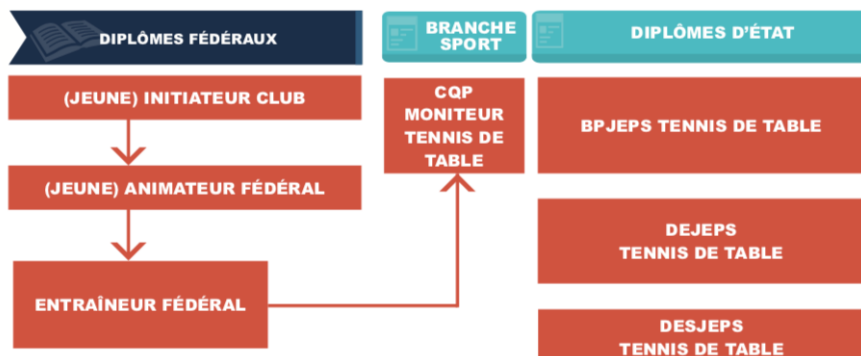 DIPLÔMES FÉDÉRAUX
BRANCHE
SPORT
DIPLÔMES D'ÉTAT
(JEUNE) INITIATEUR CLUB
(JEUNE) ANIMATEUR FÉDÉRAL
ENTRAÎNEUR FÉDÉRAL
CQP
MONITEUR
TENNIS DE
TABLE
BPJEPS TENNIS DE TABLE
DEJEPS
TENNIS DE TABLE
DESJEPS
TENNIS DE TABLE